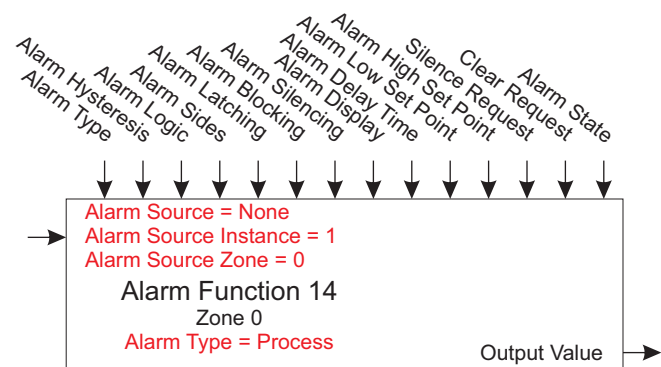 Alarm Type
Alarm Hysteresis
Alarm Logic
Alarm Sides
Alarm Latching
Alarm Blocking
Alarm Silencing
Alarm Display
Alarm Delay Time
Alarm Low Set Point
Alarm High Set Point
Silence Request
Clear Request
Alarm State
Alarm Source = None
Alarm Source Instance = 1
Alarm Source Zone = 0
Alarm Function 14
Zone 0
Alarm Type = Process
Output Value